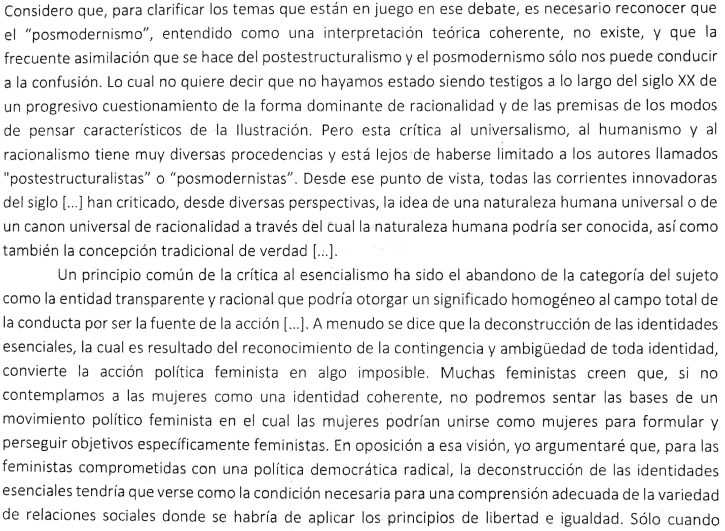 Considero que, para clarificar los temas que están en juego en ese debate, es necesario reconocer que
el "posmodernismo", entendido como una interpretación teórica coherente, no existe, y que la
frecuente asimilación que se hace del postestructuralismo y el posmodernismo sólo nos puede conducir
a la confusión. Lo cual no quiere decir que no hayamos estado siendo testigos a lo largo del siglo XX de
un progresivo cuestionamiento de la forma dominante de racionalidad y de las premisas de los modos
de pensar característicos de la Ilustración. Pero esta crítica al universalismo, al humanismo y al
racionalismo tiene muy diversas procedencias y está lejos de haberse limitado a los autores llamados
"postestructuralistas" o "posmodernistas". Desde ese punto de vista, todas las corrientes innovadoras
del siglo [...] han criticado, desde diversas perspectivas, la idea de una naturaleza humana universal o de
un canon universal de racionalidad a través del cual la naturaleza humana podría ser conocida, así como
también la concepción tradicional de verdad [...].
Un principio común de la crítica al esencialismo ha sido el abandono de la categoría del sujeto
como la entidad transparente y racional que podría otorgar un significado homogéneo al campo total de
la conducta por ser la fuente de la acción [...]. A menudo se dice que la deconstrucción de las identidades
esenciales, la cual es resultado del reconocimiento de la contingencia y ambigüedad de toda identidad,
convierte la acción política feminista en algo imposible. Muchas feministas creen que, si no
contemplamos a las mujeres como una identidad coherente, no podremos sentar las bases de un
movimiento político feminista en el cual las mujeres podrían unirse como mujeres para formular y
perseguir objetivos específicamente feministas. En oposición a esa visión, yo argumentaré que, para las
feministas comprometidas con una política democrática radical, la deconstrucción de las identidades
esenciales tendría que verse como la condición necesaria para una comprensión adecuada de la variedad
de relaciones sociales donde se habría de aplicar los principios de libertad e igualdad. Sólo cuando